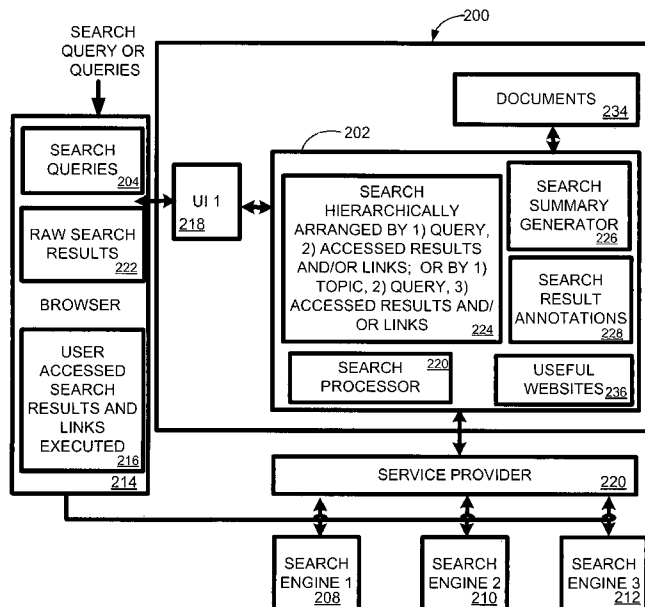 200
SEARCH
QUERY OR
QUERIES
SEARCH
QUERIES
204
RAW SEARCH
RESULTS
222
BROWSER
USER
ACCESSED
SEARCH
RESULTS AND
LINKS
EXECUTED
216
214
UI 1
218
202
DOCUMENTS
234
SEARCH
HIERARCHICALLY
ARRANGED BY 1) QUERY,
2) ACCESSED RESULTS
AND/OR LINKS; OR BY 1)
TOPIC, 2) QUERY, 3)
ACCESSED RESULTS AND/
OR LINKS
224
SEARCH
SUMMARY
GENERATOR
226
SEARCH
RESULT
ANNOTATIONS
228
SEARCH
PROCESSOR
220
USEFUL
WEBSITES
236
SERVICE PROVIDER
220
SEARCH
ENGINE 1
208
SEARCH
ENGINE 2
210
SEARCH
ENGINE 3
212